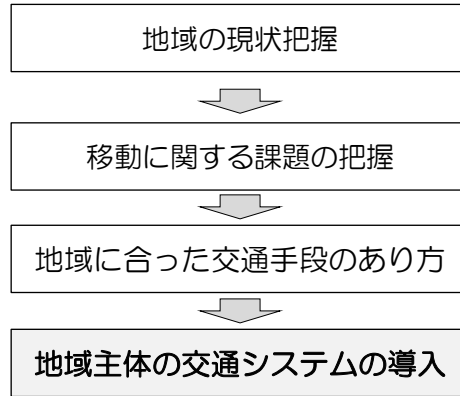 地域の現状把握
移動に関する課題の把握
地域に合った交通手段のあり方
地域主体の交通システムの導入